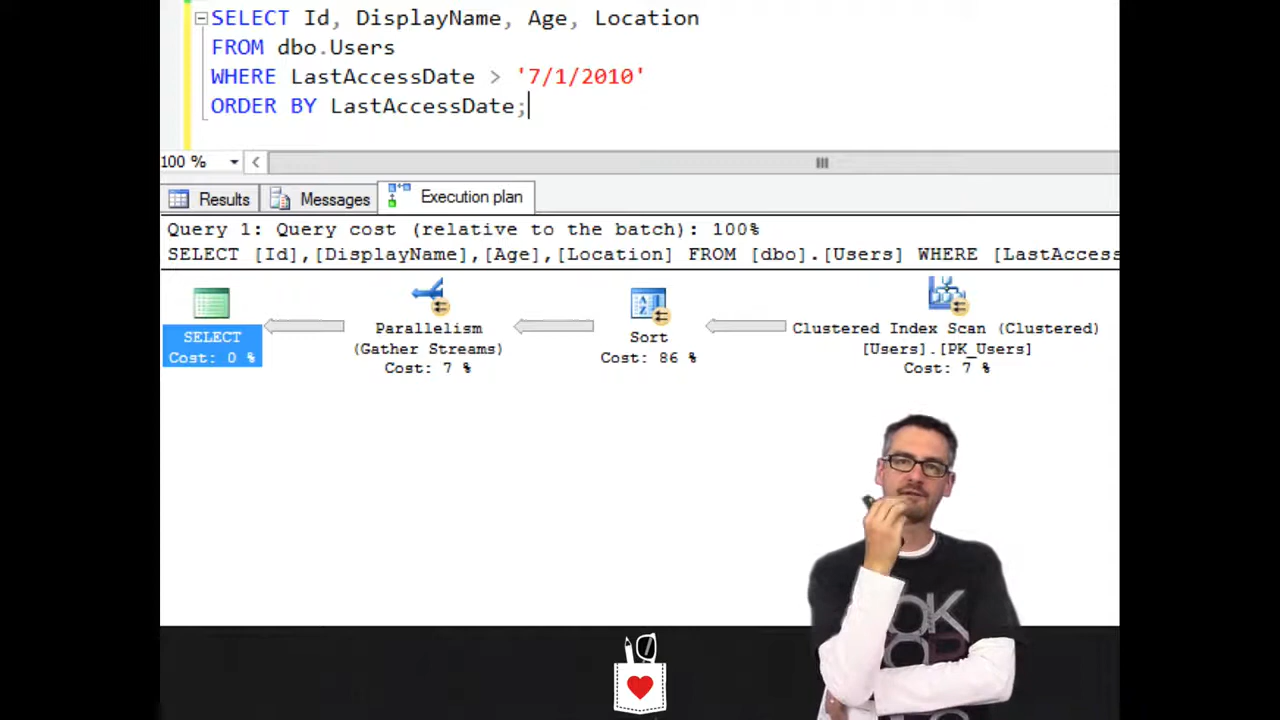 SELECT Id, DisplayName, Age, Location
FROM dbo.Users
WHERE LastAccessDate > '7/1/2010'
ORDER BY LastAccessDate;
100 %
Results
Messages
Execution plan
Query 1: Query cost (relative to the batch): 100%
SELECT [Id],[DisplayName],[Age],[Location] FROM [dbo].[Users] WHERE [LastAccess
SELECT
Cost: 0 %
Parallelism
(Gather Streams)
Cost: 7 %
Sort
Cost: 86 %
Clustered Index Scan (Clustered)
[Users].[PK_Users]
Cost: 7 %